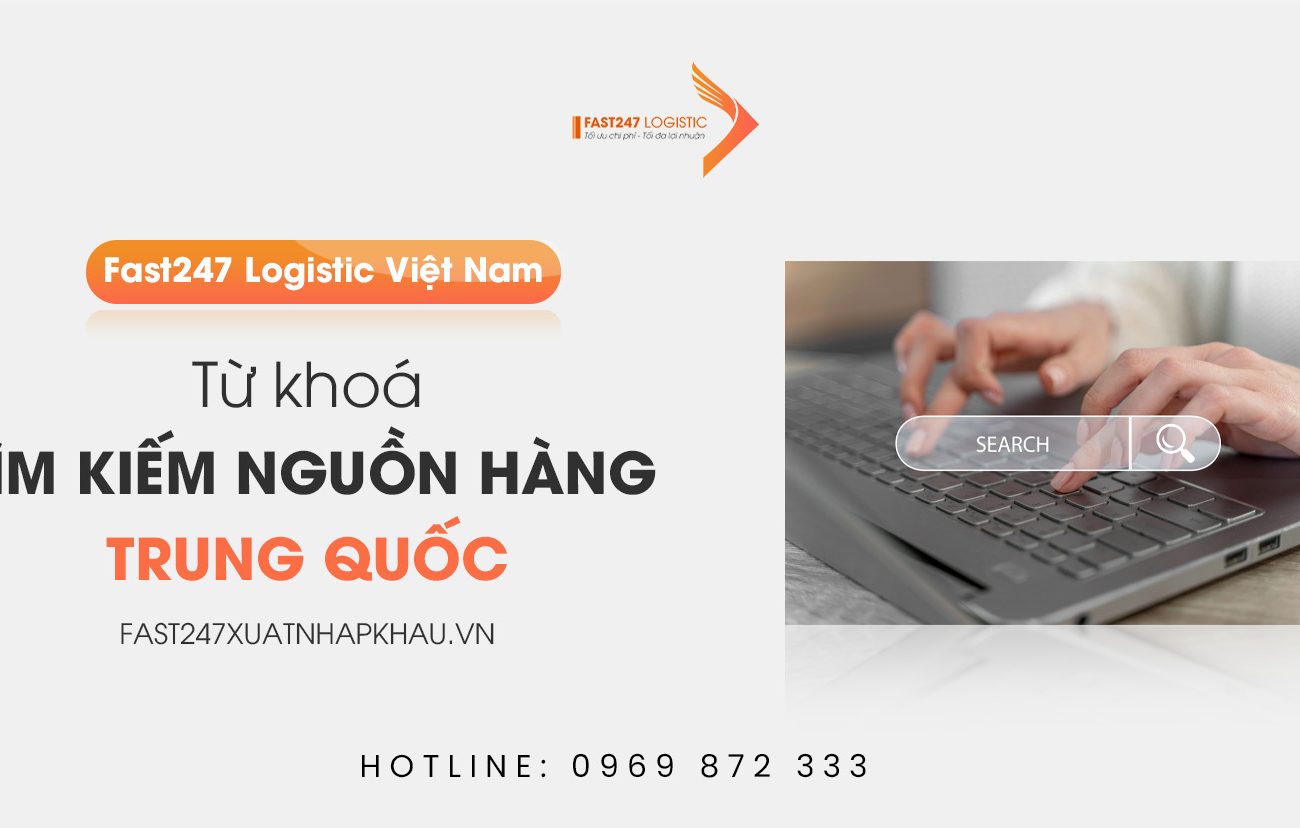 FAST247 LOGISTIC
Tối ưu chi phí - Tối đa lợi nhuận
Fast247 Logistic Việt Nam
Từ khoá
ÌM KIẾM NGUỒN HÀNG
TRUNG QUỐC
FAST247XUATNHAPKHAU.VN
SEARCH
HOTLINE: 0969 872 333